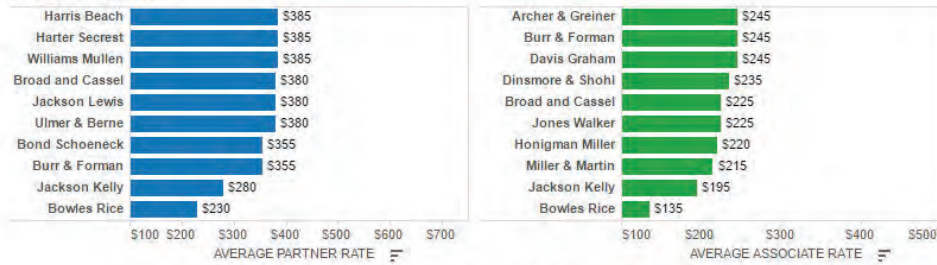 Harris Beach $385
Harter Secrest $385
Williams Mullen $385
Broad and Cassel $380
Jackson Lewis $380
Ulmer & Berne $380
Bond Schoeneck $355
Burr & Forman $355
Jackson Kelly $280
Bowles Rice $230
$100 $200 $300 $400 $500 $600 $700
AVERAGE PARTNER RATE
Archer & Greiner $245
Burr & Forman $245
Davis Graham $245
Dinsmore & Shohl $235
Broad and Cassel $225
Jones Walker $225
Honigman Miller $220
Miller & Martin $215
Jackson Kelly $195
Bowles Rice $135
$100 $200 $300 $400 $500
AVERAGE ASSOCIATE RATE